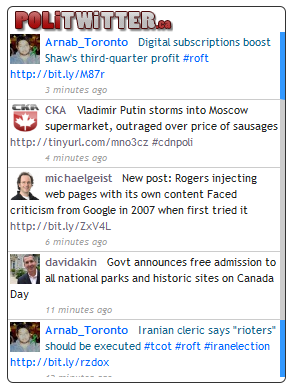 POLiTWiTTER.ca
Arnab_Toronto Digital subscriptions boost
Shaw's third-quarter profit #roft
http://bit.ly/M87r
3 minutes ago
CKA Vladimir Putin storms into Moscow
supermarket, outraged over price of sausages
http://tinyurl.com/mno3cz #cdnpoli
4 minutes ago
michaelgeist New post: Rogers injecting
web pages with its own content Faced
criticism from Google in 2007 when first tried it
http://bit.ly/ZxV4L
6 minutes ago
davidakin Govt announces free admission to
all national parks and historic sites on Canada
Day
11 minutes ago
Arnab_Toronto Iranian cleric says "rioters"
should be executed #tcot #roft #iranelection
http://bit.ly/rzdox